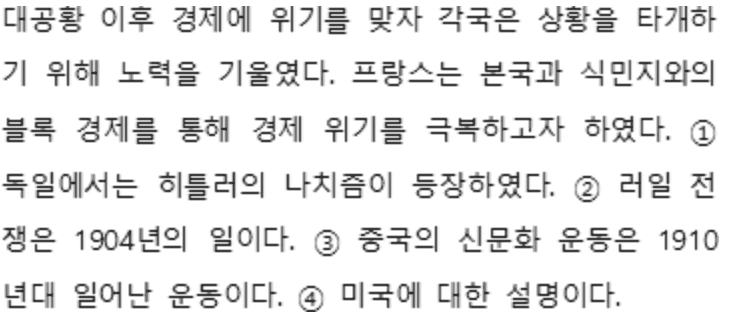 대공황 이후 경제에 위기를 맞자 각국은 상황을 타개하
기 위해 노력을 기울였다. 프랑스는 본국과 식민지와의
블록 경제를 통해 경제 위기를 극복하고자 하였다. ①
독일에서는 히틀러의 나치즘이 등장하였다. ② 러일 전
쟁은 1904년의 일이다. ③ 중국의 신문화 운동은 1910
년대 일어난 운동이다. ④ 미국에 대한 설명이다.